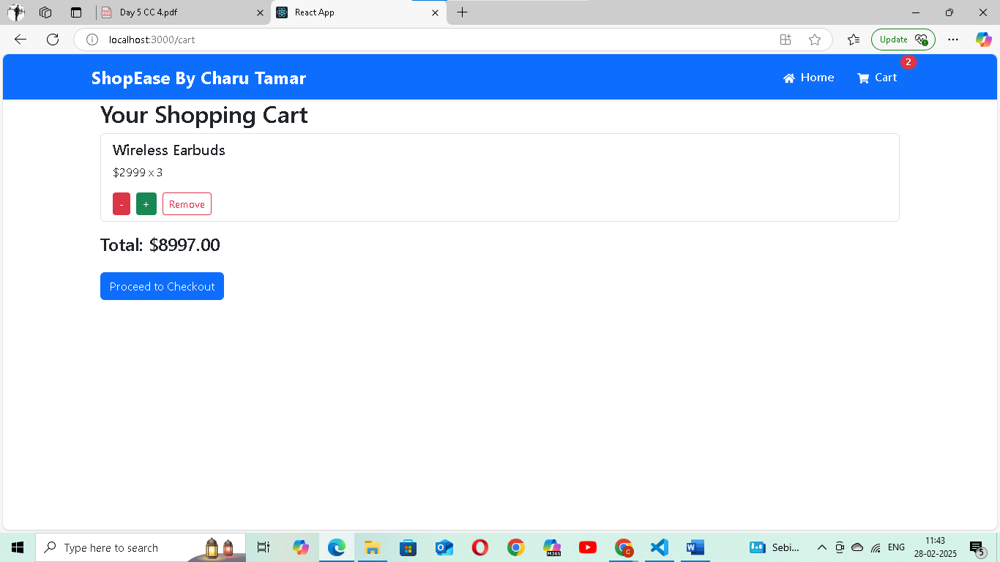 Day 5 CC 4.pdf
React App
localhost:3000/cart
Update
ShopEase By Charu Tamar
Home
Cart
2
Your Shopping Cart
Wireless Earbuds
$2999 x 3
-
+
Remove
Total: $8997.00
Proceed to Checkout
Type here to search
M365
C
Sebi...
ENG
11:43
28-02-2025
5